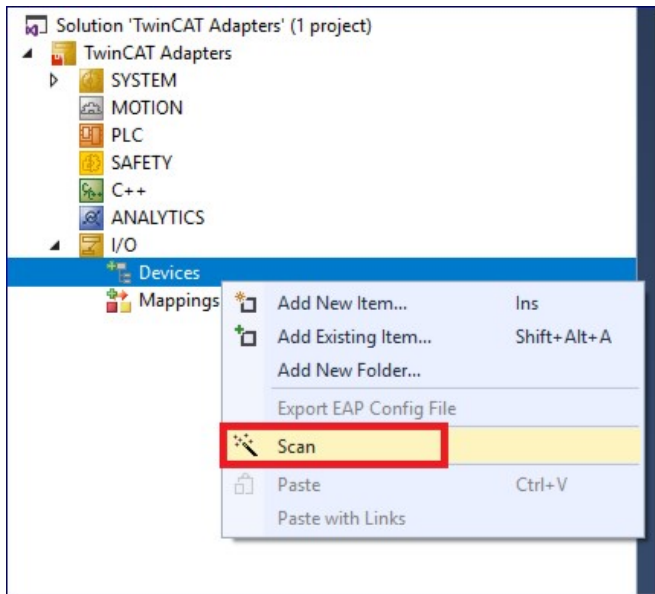 Solution 'TwinCAT Adapters' (1 project)
TwinCAT Adapters
SYSTEM
MOTION
PLC
SAFETY
C++
ANALYTICS
I/O
Devices
Mappings
Add New Item... Ins
Add Existing Item... Shift+Alt+A
Add New Folder...
Export EAP Config File
Scan
Paste Ctrl+V
Paste with Links